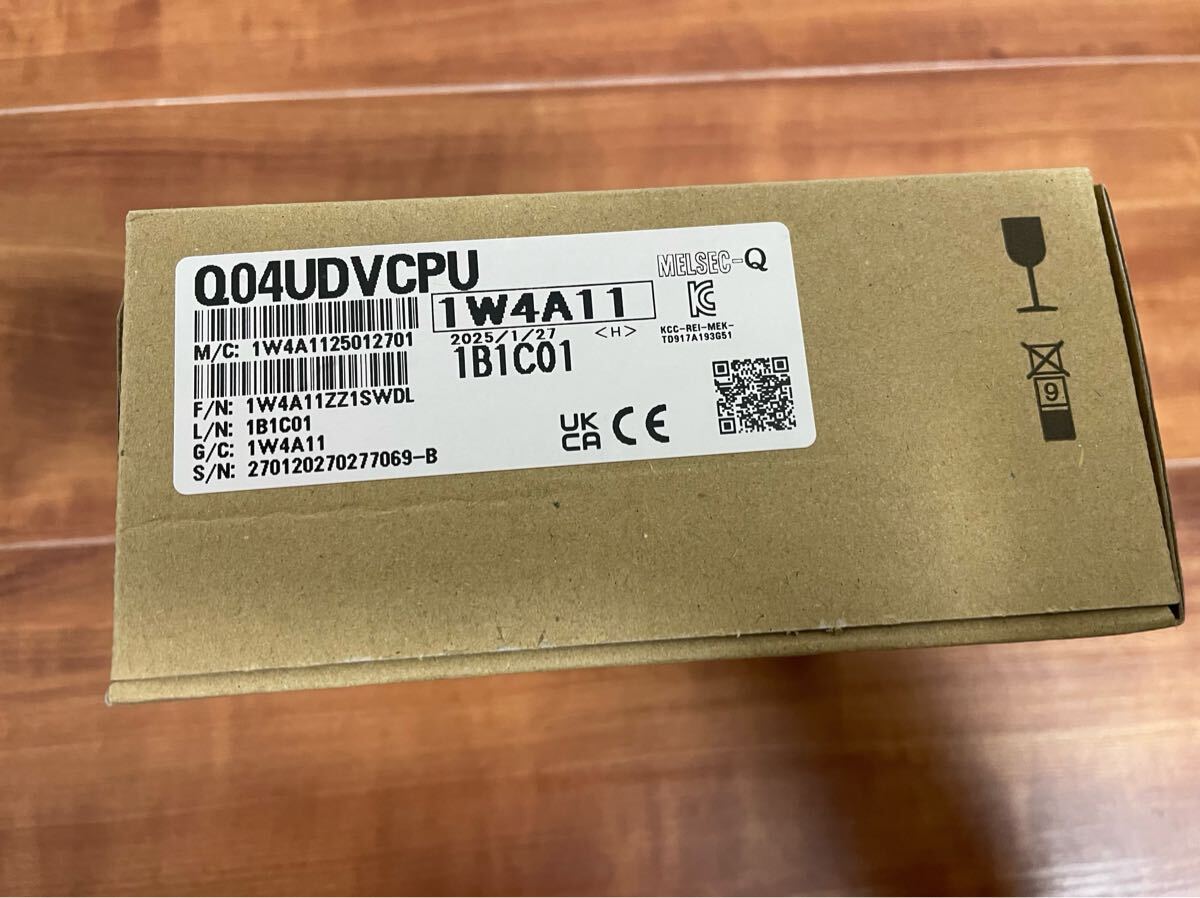 Q04UDVCPU
MELSEC-Q
1W4A11
2025/1/27 <H>
1B1C01
KCC-REI-MEK-
TD917A193G51
M/C: 1W4A1125012701
F/N: 1W4A11ZZ1SWDL
L/N: 1B1C01
G/C: 1W4A11
S/N: 270120270277069-B
UK
CA CE
9